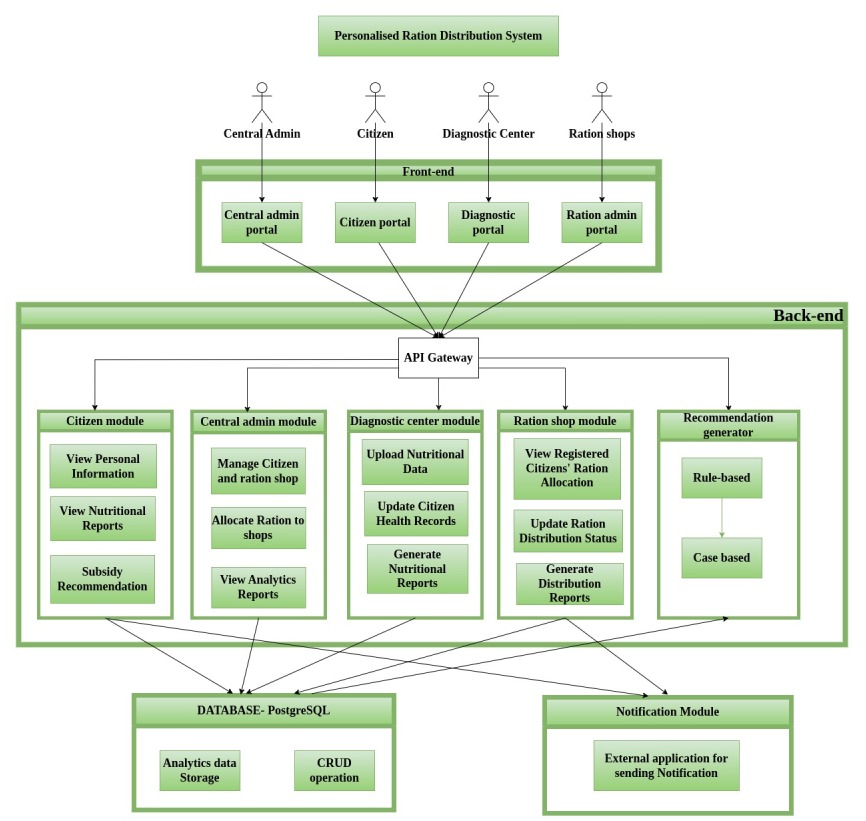 Personalised Ration Distribution System
Central Admin
Citizen
Diagnostic Center
Ration shops
Front-end
Central admin
portal
Citizen portal
Diagnostic
portal
Ration admin
portal
Back-end
API Gateway
Citizen module
View Personal
Information
View Nutritional
Reports
Subsidy
Recommendation
Central admin module
Manage Citizen
and ration shop
Allocate Ration to
shops
View Analytics
Reports
Diagnostic center module
Upload Nutritional
Data
Update Citizen
Health Records
Generate
Nutritional
Reports
Ration shop module
View Registered
Citizens' Ration
Allocation
Update Ration
Distribution Status
Generate
Distribution
Reports
Recommendation
generator
Rule-based
Case based
DATABASE- PostgreSQL
Analytics data
Storage
CRUD
operation
Notification Module
External application for
sending Notification